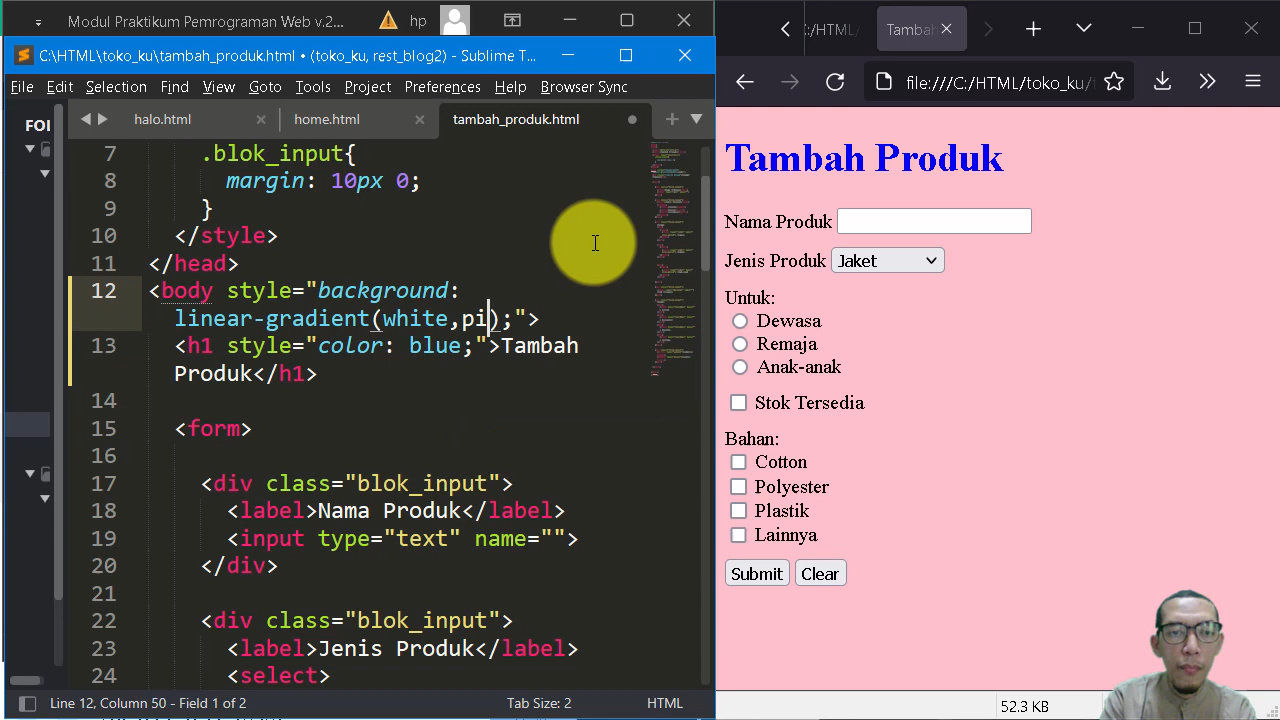 Modul Praktikum Pemrograman Web v.2...
hp
C:\HTML\toko_ku\tambah_produk.html • (toko_ku, rest_blog2) - Sublime T...
File Edit Selection View Goto Tools Project Preferences Help Browser Sync
FOL
halo.html
home.html
tambah_produk.html
7 .blok_input{
8 margin: 10px 0;
9 }
10 </style>
11 </head>
12 <body style="background:
linear-gradient(white,pi);">
13 <h1 style="color: blue;">Tambah
Produk</h1>
14
15 <form>
16
17 <div class="blok_input">
18 <label>Nama Produk</label>
19 <input type="text" name="">
20 </div>
21
22 <div class="blok_input">
23 <label>Jenis Produk</label>
24 <select>
Line 12, Column 50 - Field 1 of 2
Tab Size: 2
HTML
:/HTML/
Tambah
file:///C:/HTML/toko_ku/
Tambah Produk
Nama Produk
Jenis Produk Jaket
Untuk:
Dewasa
Remaja
Anak-anak
Stok Tersedia
Bahan:
Cotton
Polyester
Plastik
Lainnya
Submit Clear
52.3 KB